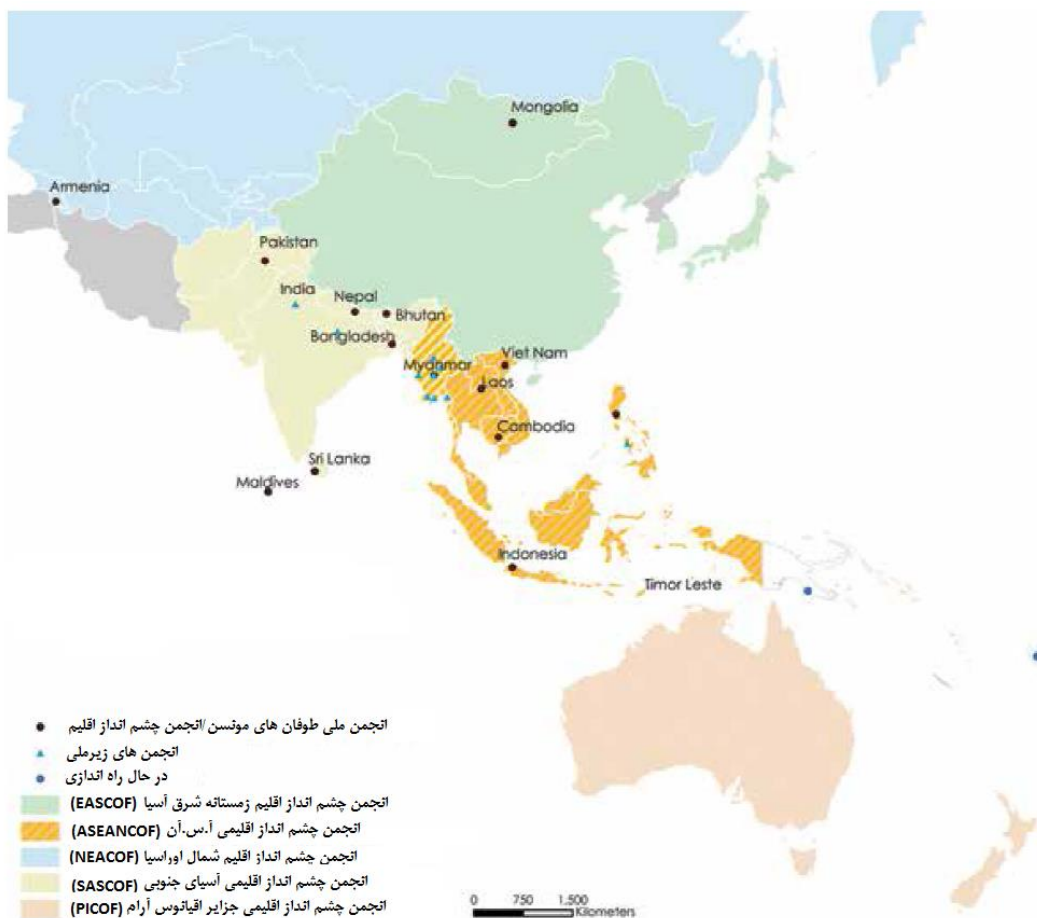 Mongolia
Armenia
Pakistan
India
Nepal
Bhutan
Bangladesh
Myanmar
Viet Nam
Laos
Cambodia
Sri Lanka
Maldives
Indonesia
Timor Leste
انجمن ملی طوفان های مونسن/انجمن چشم انداز اقلیم
انجمن های زیرملی
در حال راه اندازی
انجمن چشم انداز اقلیم زمستانه شرق آسیا (EASCOF)
انجمن چشم انداز اقلیمی آ.س.آن (ASEANCOF)
انجمن چشم انداز اقلیم شمال اوراسیا (NEACOF)
انجمن چشم انداز اقلیمی آسیای جنوبی (SASCOF)
انجمن چشم انداز اقلیمی جزایر اقیانوس آرام (PICOF)
0 750 1,500
Kilometers